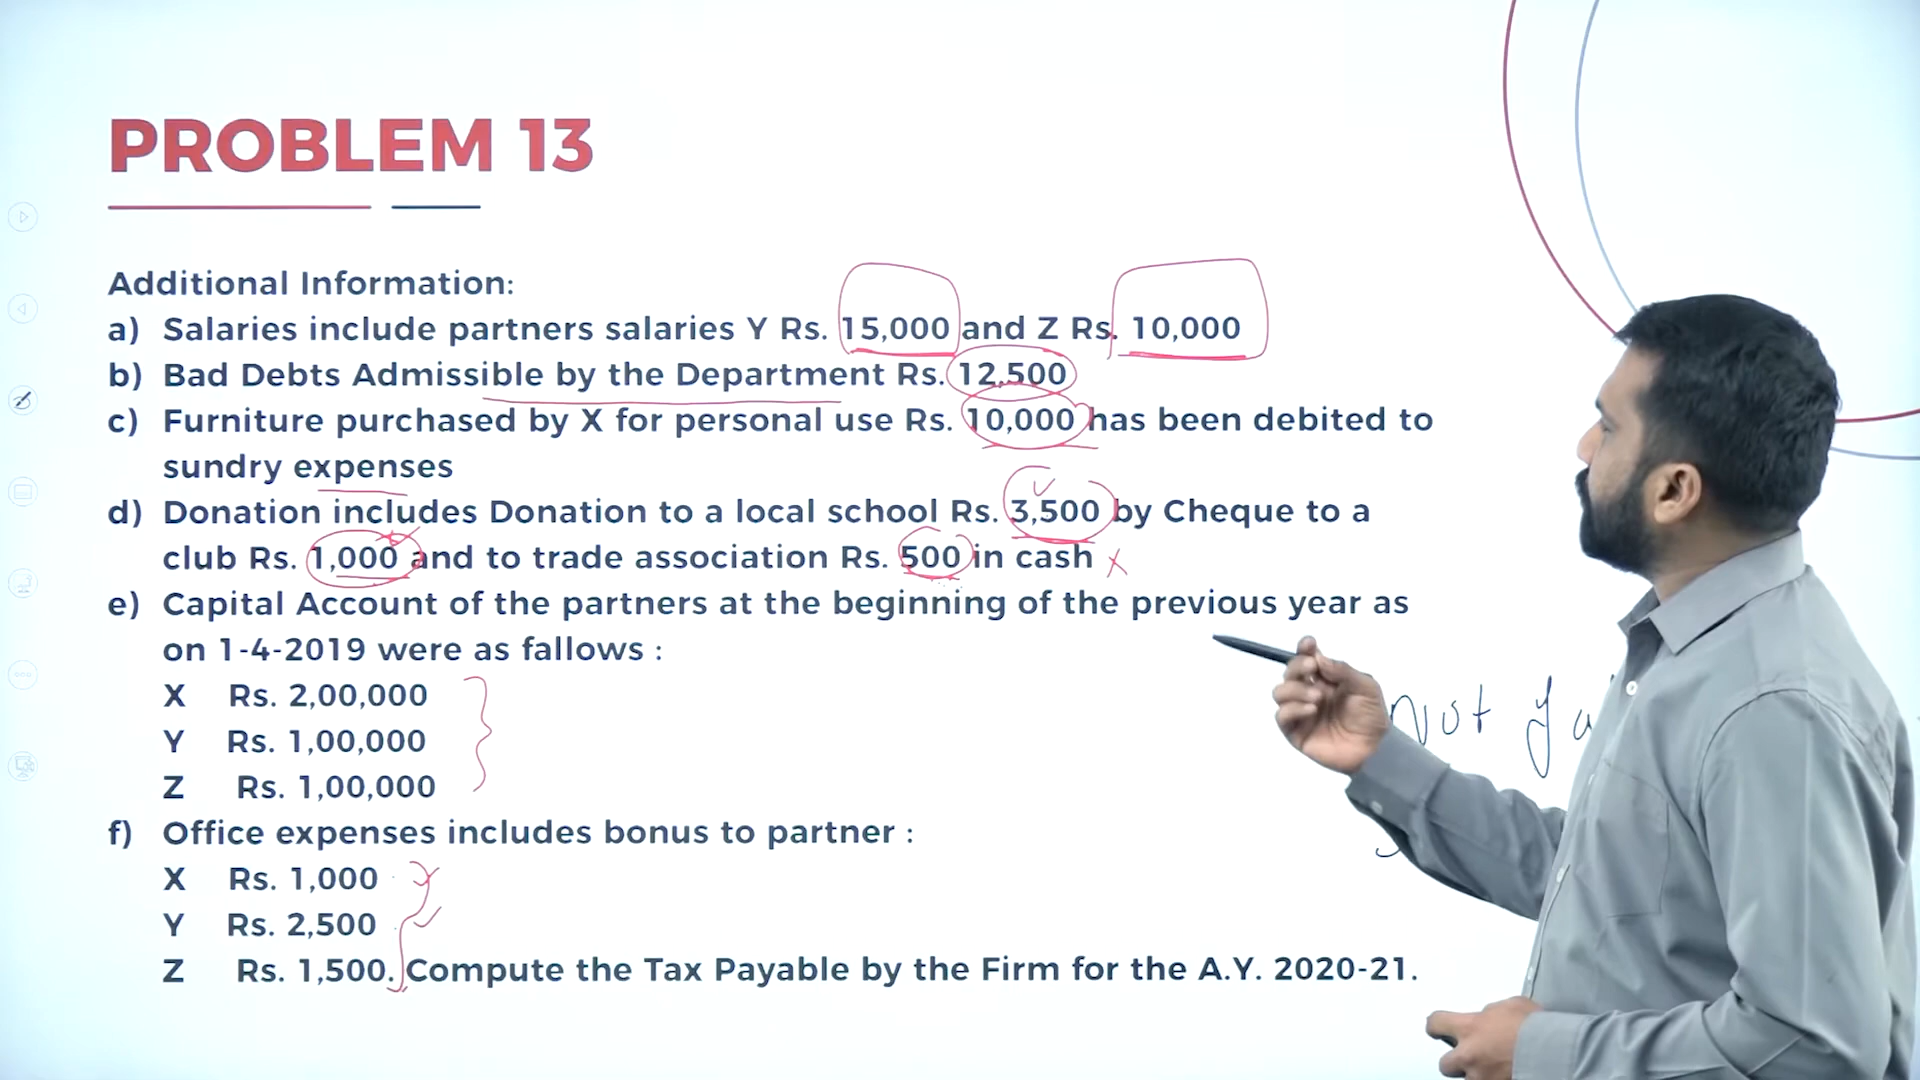 PROBLEM 13
Additional Information:
a) Salaries include partners salaries Y Rs. 15,000 and Z Rs. 10,000
b) Bad Debts Admissible by the Department Rs. 12,500
c) Furniture purchased by X for personal use Rs. 10,000 has been debited to
sundry expenses
d) Donation includes Donation to a local school Rs. 3,500 by Cheque to a
club Rs. 1,000 and to trade association Rs. 500 in cash
e) Capital Account of the partners at the beginning of the previous year as
on 1-4-2019 were as fallows :
X Rs. 2,00,000
Y Rs. 1,00,000
Z Rs. 1,00,000
not
f) Office expenses includes bonus to partner :
X Rs. 1,000
Y Rs. 2,500
Z Rs. 1,500. Compute the Tax Payable by the Firm for the A.Y. 2020-21.